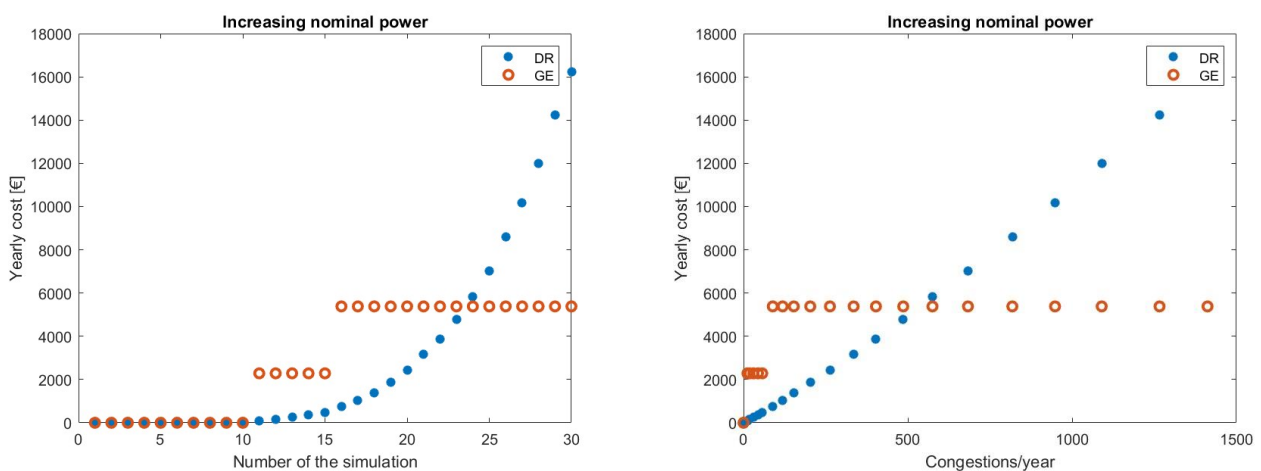 Increasing nominal power
18000
16000
14000
12000
10000
8000
6000
4000
2000
0
Yearly cost [€]
DR
GE
0 5 10 15 20 25 30
Number of the simulation
Increasing nominal power
18000
16000
14000
12000
10000
8000
6000
4000
2000
0
Yearly cost [€]
DR
GE
0 500 1000 1500
Congestions/year